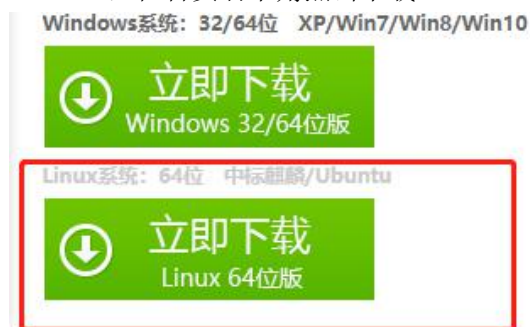 Windows系统：32/64位 XP/Win7/Win8/Win10
立即下载
Windows 32/64位版
Linux系统：64位 中标麒麟/Ubuntu
立即下载
Linux 64位版